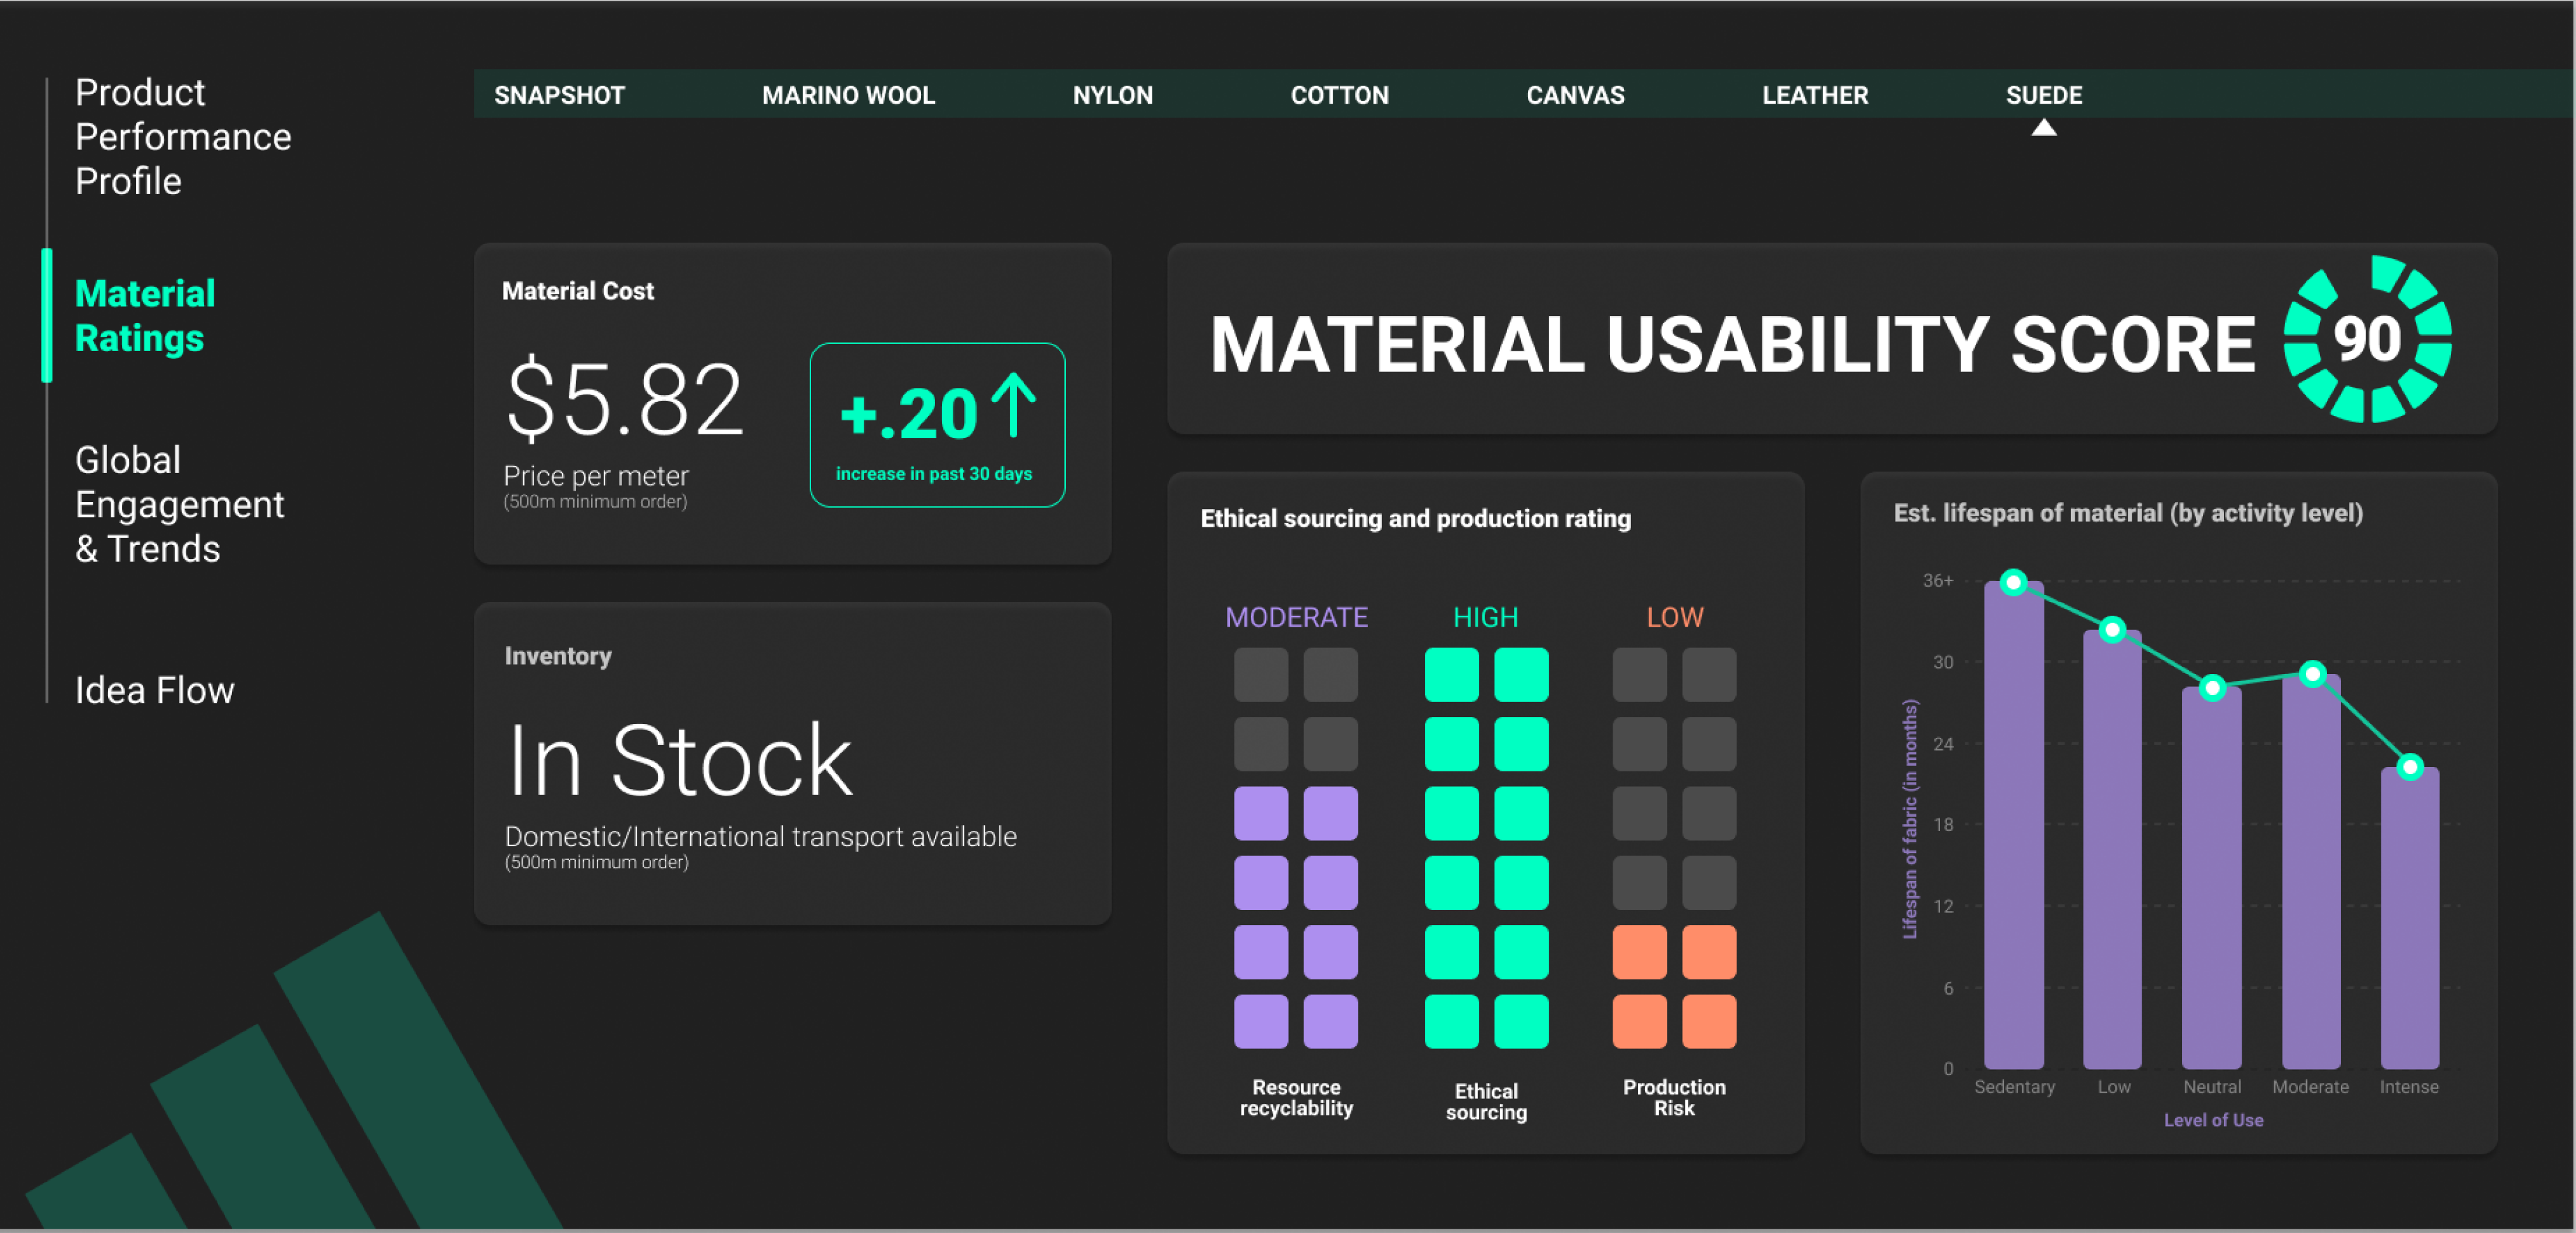 Product
Performance
Profile
Material
Ratings
Global
Engagement
& Trends
Idea Flow
SNAPSHOT MARINO WOOL NYLON COTTON CANVAS LEATHER SUEDE
Material Cost
$5.82
Price per meter
(500m minimum order)
+.20
increase in past 30 days
Inventory
In Stock
Domestic/International transport available
(500m minimum order)
MATERIAL USABILITY SCORE
90
Ethical sourcing and production rating
MODERATE HIGH LOW
Resource
recyclability
Ethical
sourcing
Production
Risk
Est. lifespan of material (by activity level)
Lifespan of fabric (in months)
36+
30
24
18
12
6
0
Sedentary Low Neutral Moderate Intense
Level of Use